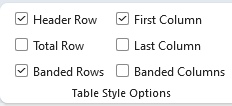 Header Row First Column
Total Row Last Column
Banded Rows Banded Columns
Table Style Options